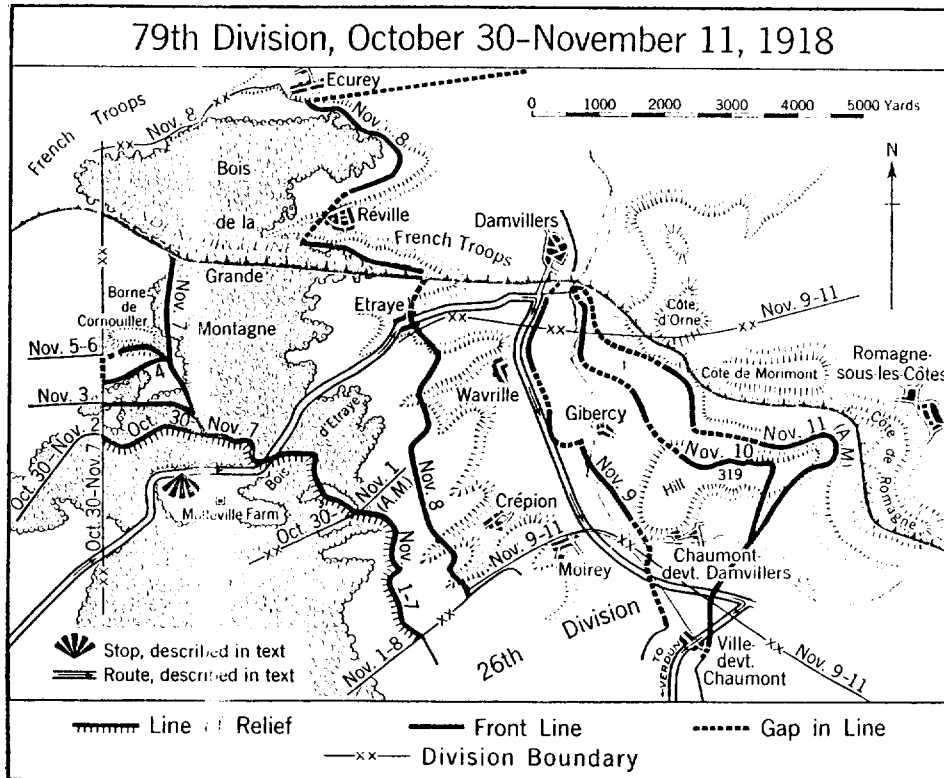 79th Division, October 30–November 11, 1918
Ecurey
French Troops
Nov. 8
Nov. 8
0 1000 2000 3000 4000 5000 Yards
N
Bois
de la
Grande
Montagne
Réville
French Troops
Damvillers
Borne
de
Cornouiller
Nov. 7
Etraye
Côte
d'Orne
Nov. 9-11
Nov. 5-6
4
Nov. 3
Romagne-
sous-les-Côtes
Côte de Morimont
Wavrille
Gibercy
d'Etraye
Bois
Oct. 30
Nov. 7
Oct. 30-Nov. 2
Oct. 30-Nov. 7
Nov. 11
(A.M.)
Nov. 10
319
Hill
Côte
de
Romagne
Nov. 8
Nov. 9
Oct. 30-Nov. 1
(A.M.)
Crépion
Farm
Nov. 1-7
Nov. 9-11
Moirey
Chaumont-
devt. Damvillers
26th Division
Nov. 1-8
TO
VERDUN
Ville-
devt.
Chaumont
Nov. 9-11
Stop, described in text
Route, described in text
Line of Relief
Front Line
Gap in Line
Division Boundary